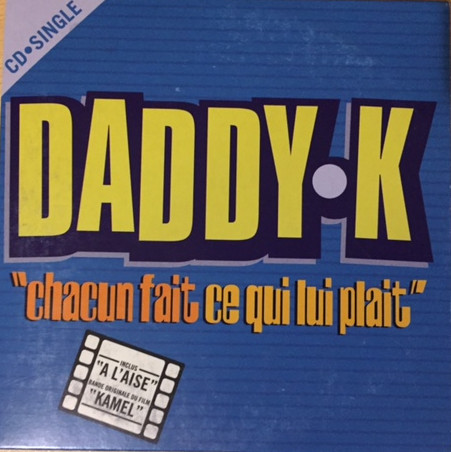 CD•SINGLE
DADDY•K
"chacun fait ce qui lui plait"
INCLUS
"A L'AISE"
BANDE ORIGINALE DU FILM
"KAMEL"